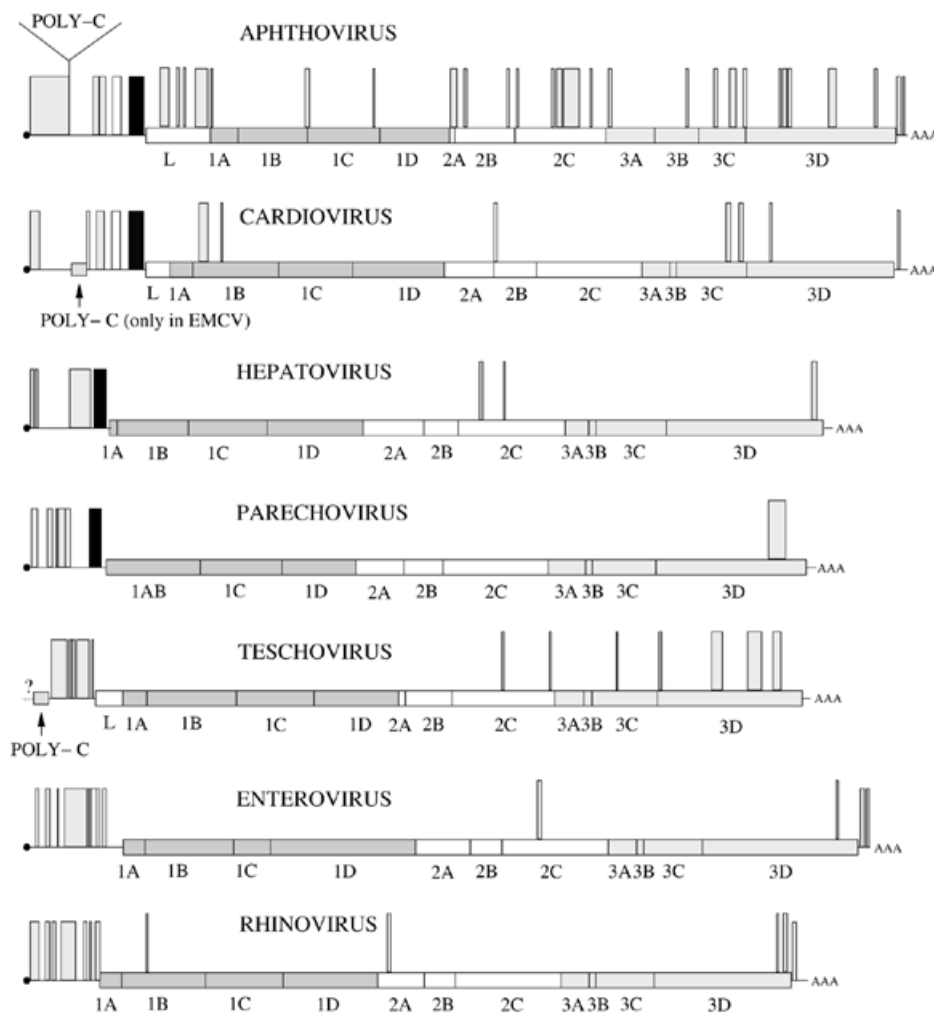 POLY-C
APHTHOVIRUS
AAA
L 1A 1B 1C 1D 2A 2B 2C 3A 3B 3C 3D
CARDIOVIRUS
AAA
L 1A 1B 1C 1D 2A 2B 2C 3A 3B 3C 3D
POLY-C (only in EMCV)
HEPATOVIRUS
AAA
1A 1B 1C 1D 2A 2B 2C 3A 3B 3C 3D
PARECHOVIRUS
AAA
1AB 1C 1D 2A 2B 2C 3A 3B 3C 3D
TESCHOVIRUS
?
AAA
L 1A 1B 1C 1D 2A 2B 2C 3A 3B 3C 3D
POLY-C
ENTEROVIRUS
AAA
1A 1B 1C 1D 2A 2B 2C 3A 3B 3C 3D
RHINOVIRUS
AAA
1A 1B 1C 1D 2A 2B 2C 3A 3B 3C 3D